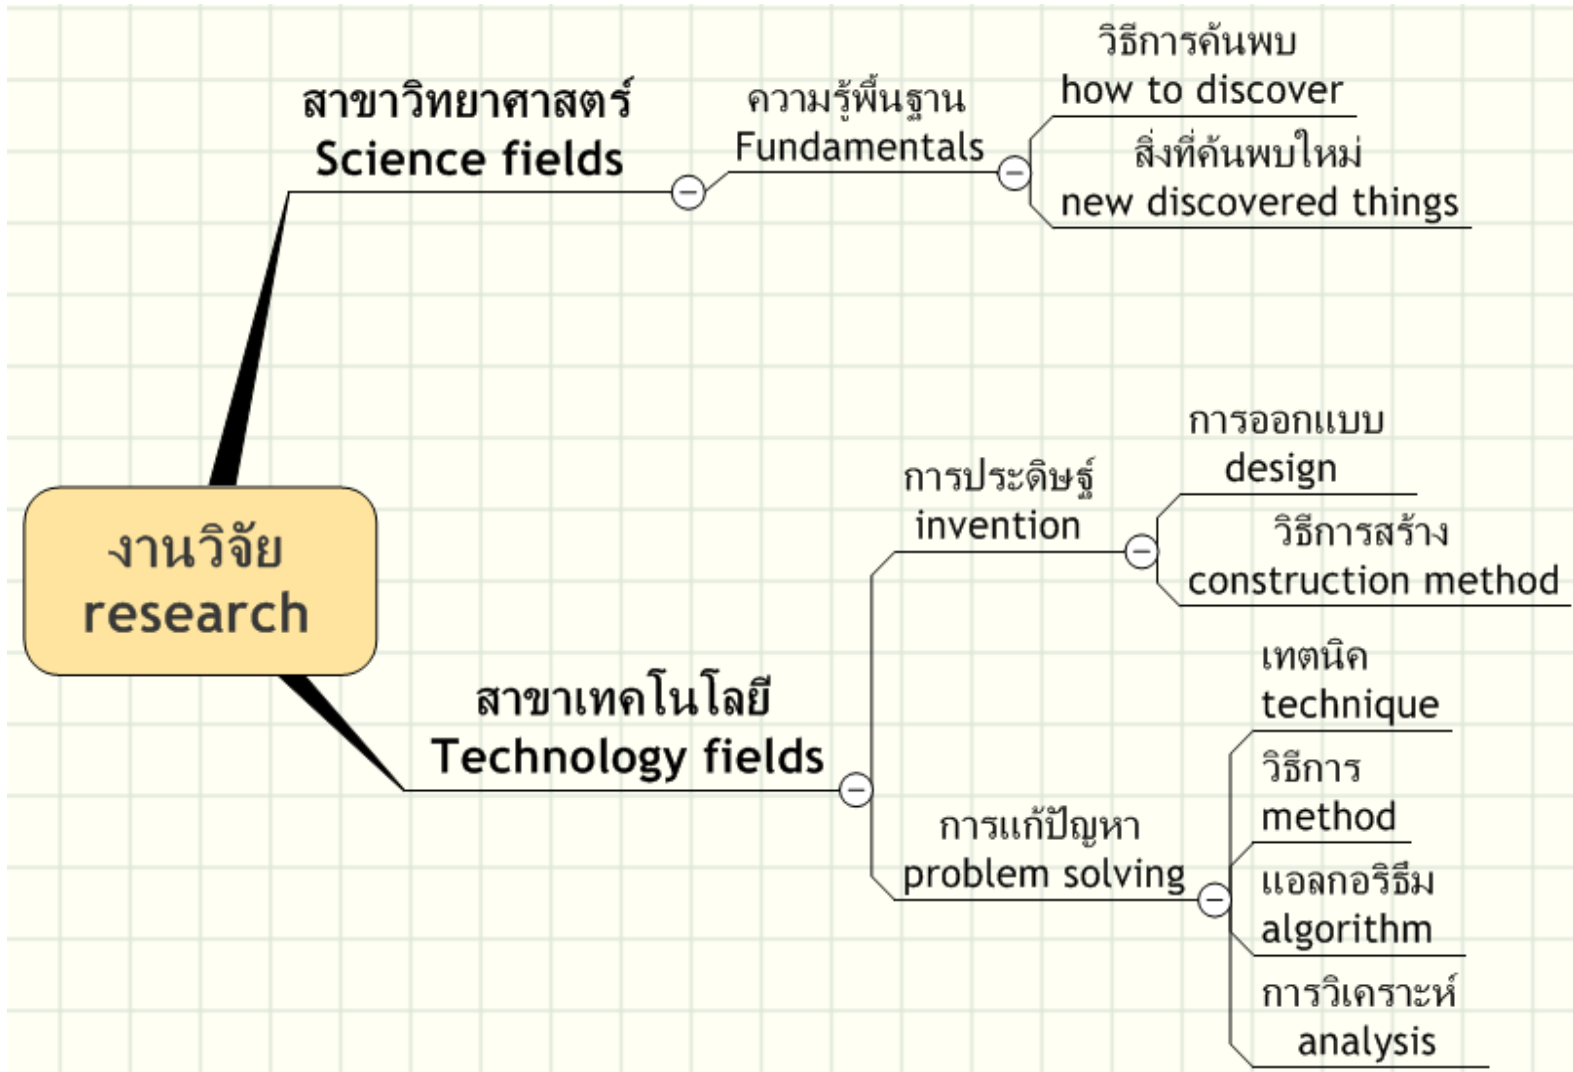 วิธีการค้นพบ
how to discover
สาขาวิทยาศาสตร์
Science fields
ความรู้พื้นฐาน
Fundamentals
สิ่งที่ค้นพบใหม่
new discovered things
งานวิจัย
research
การออกแบบ
design
การประดิษฐ์
invention
วิธีการสร้าง
construction method
สาขาเทคโนโลยี
Technology fields
เทตนิค
technique
วิธีการ
method
การแก้ปัญหา
problem solving
แอลกอริธึม
algorithm
การวิเคราะห์
analysis